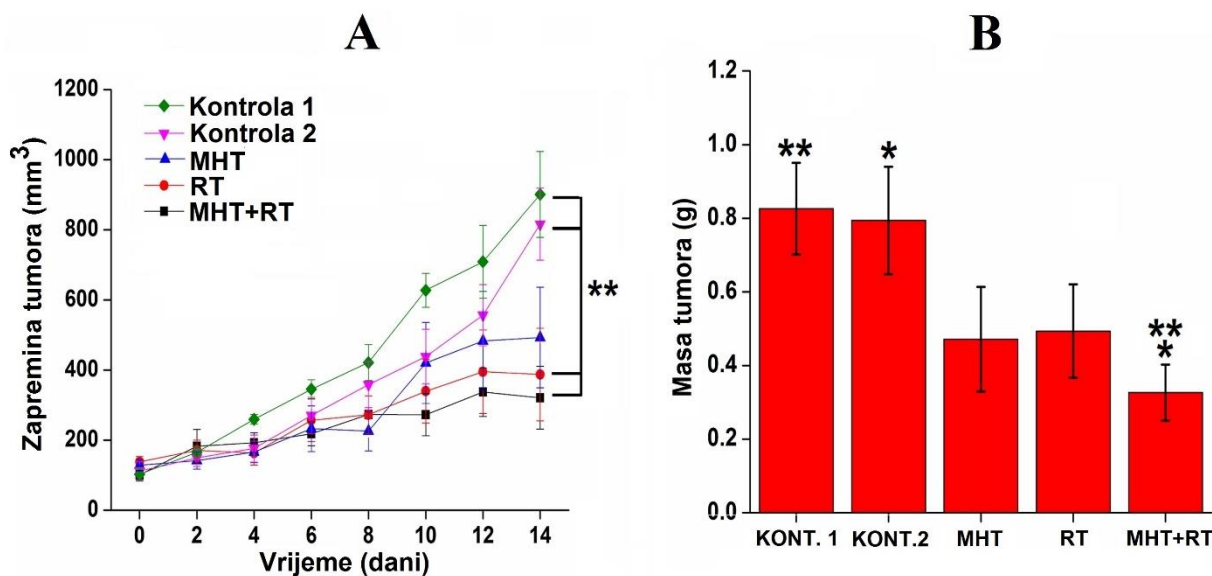 A
Zapremina tumora (mm³)
1200
1000
800
600
400
200
0
Kontrola 1
Kontrola 2
MHT
RT
MHT+RT
**
0 2 4 6 8 10 12 14
Vrijeme (dani)
B
Masa tumora (g)
1.2
1.0
0.8
0.6
0.4
0.2
0.0
**
*
**
*
KONT. 1 KONT.2 MHT RT MHT+RT